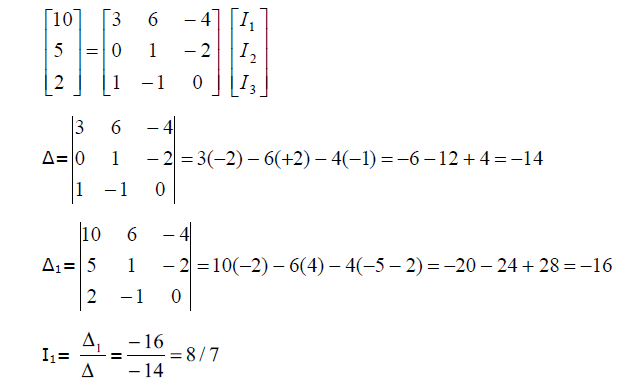 [10 5 2] = [3 6 −4; 0 1 −2; 1 −1 0] [I₁ I₂ I₃]
Δ= |3 6 −4; 0 1 −2; 1 −1 0| = 3(−2) − 6(+2) − 4(−1) = −6 − 12 + 4 = −14
Δ₁= |10 6 −4; 5 1 −2; 2 −1 0| = 10(−2) − 6(4) − 4(−5 − 2) = −20 − 24 + 28 = −16
I₁= Δ₁/Δ = −16/−14 = 8/7